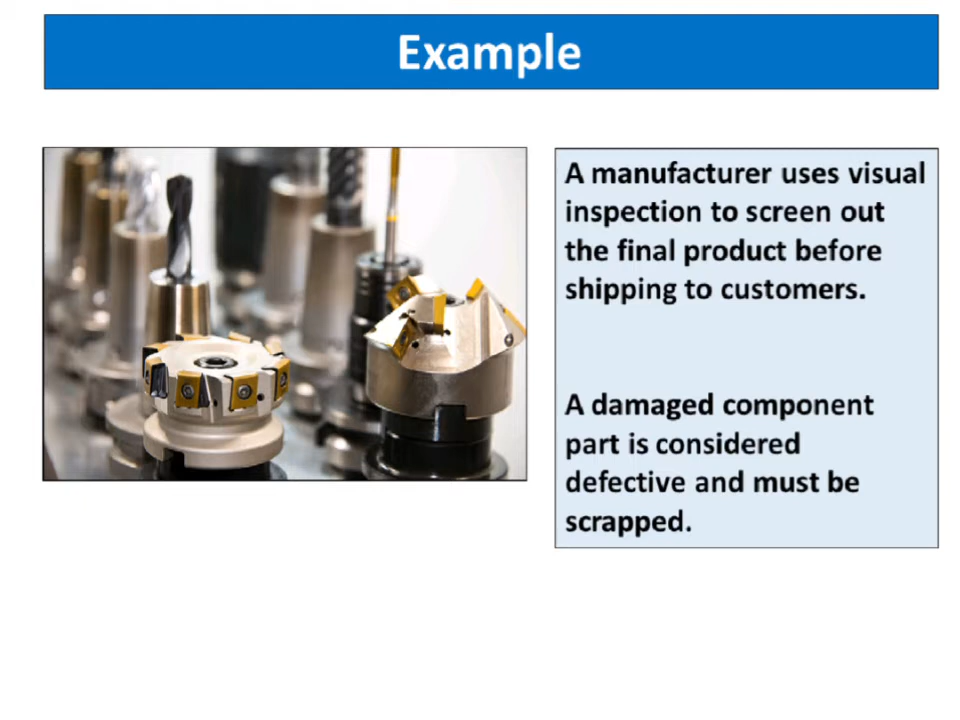 Example
A manufacturer uses visual
inspection to screen out
the final product before
shipping to customers.
A damaged component
part is considered
defective and must be
scrapped.